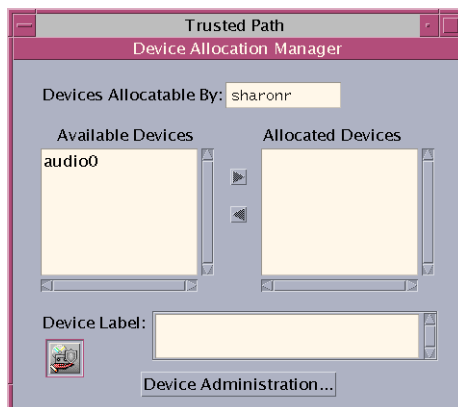 Trusted Path
Device Allocation Manager
Devices Allocatable By: sharonr
Available Devices
Allocated Devices
audio0
Device Label:
Device Administration...